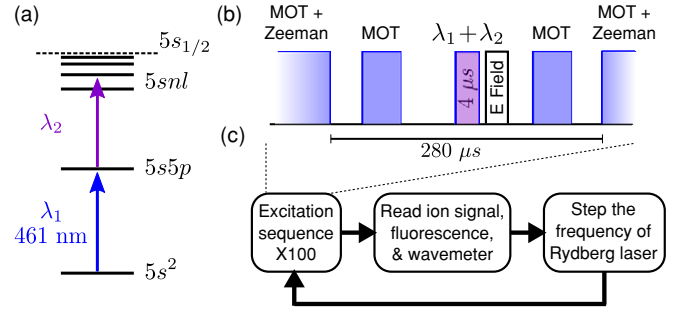 (a)
5s_{1/2}
5snl
λ_2
5s5p
λ_1
461 nm
5s^2
(b)
MOT +
Zeeman
MOT
λ_1+λ_2
MOT
MOT +
Zeeman
4 μs
E Field
280 μs
(c)
Excitation
sequence
X100
Read ion signal,
fluorescence,
& wavemeter
Step the
frequency of
Rydberg laser